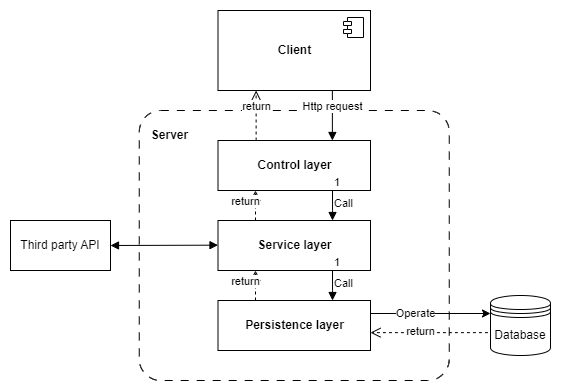 Client
return
Http request
Server
Control layer
1
return
Call
Third party API
Service layer
1
return
Call
Persistence layer
Operate
return
Database